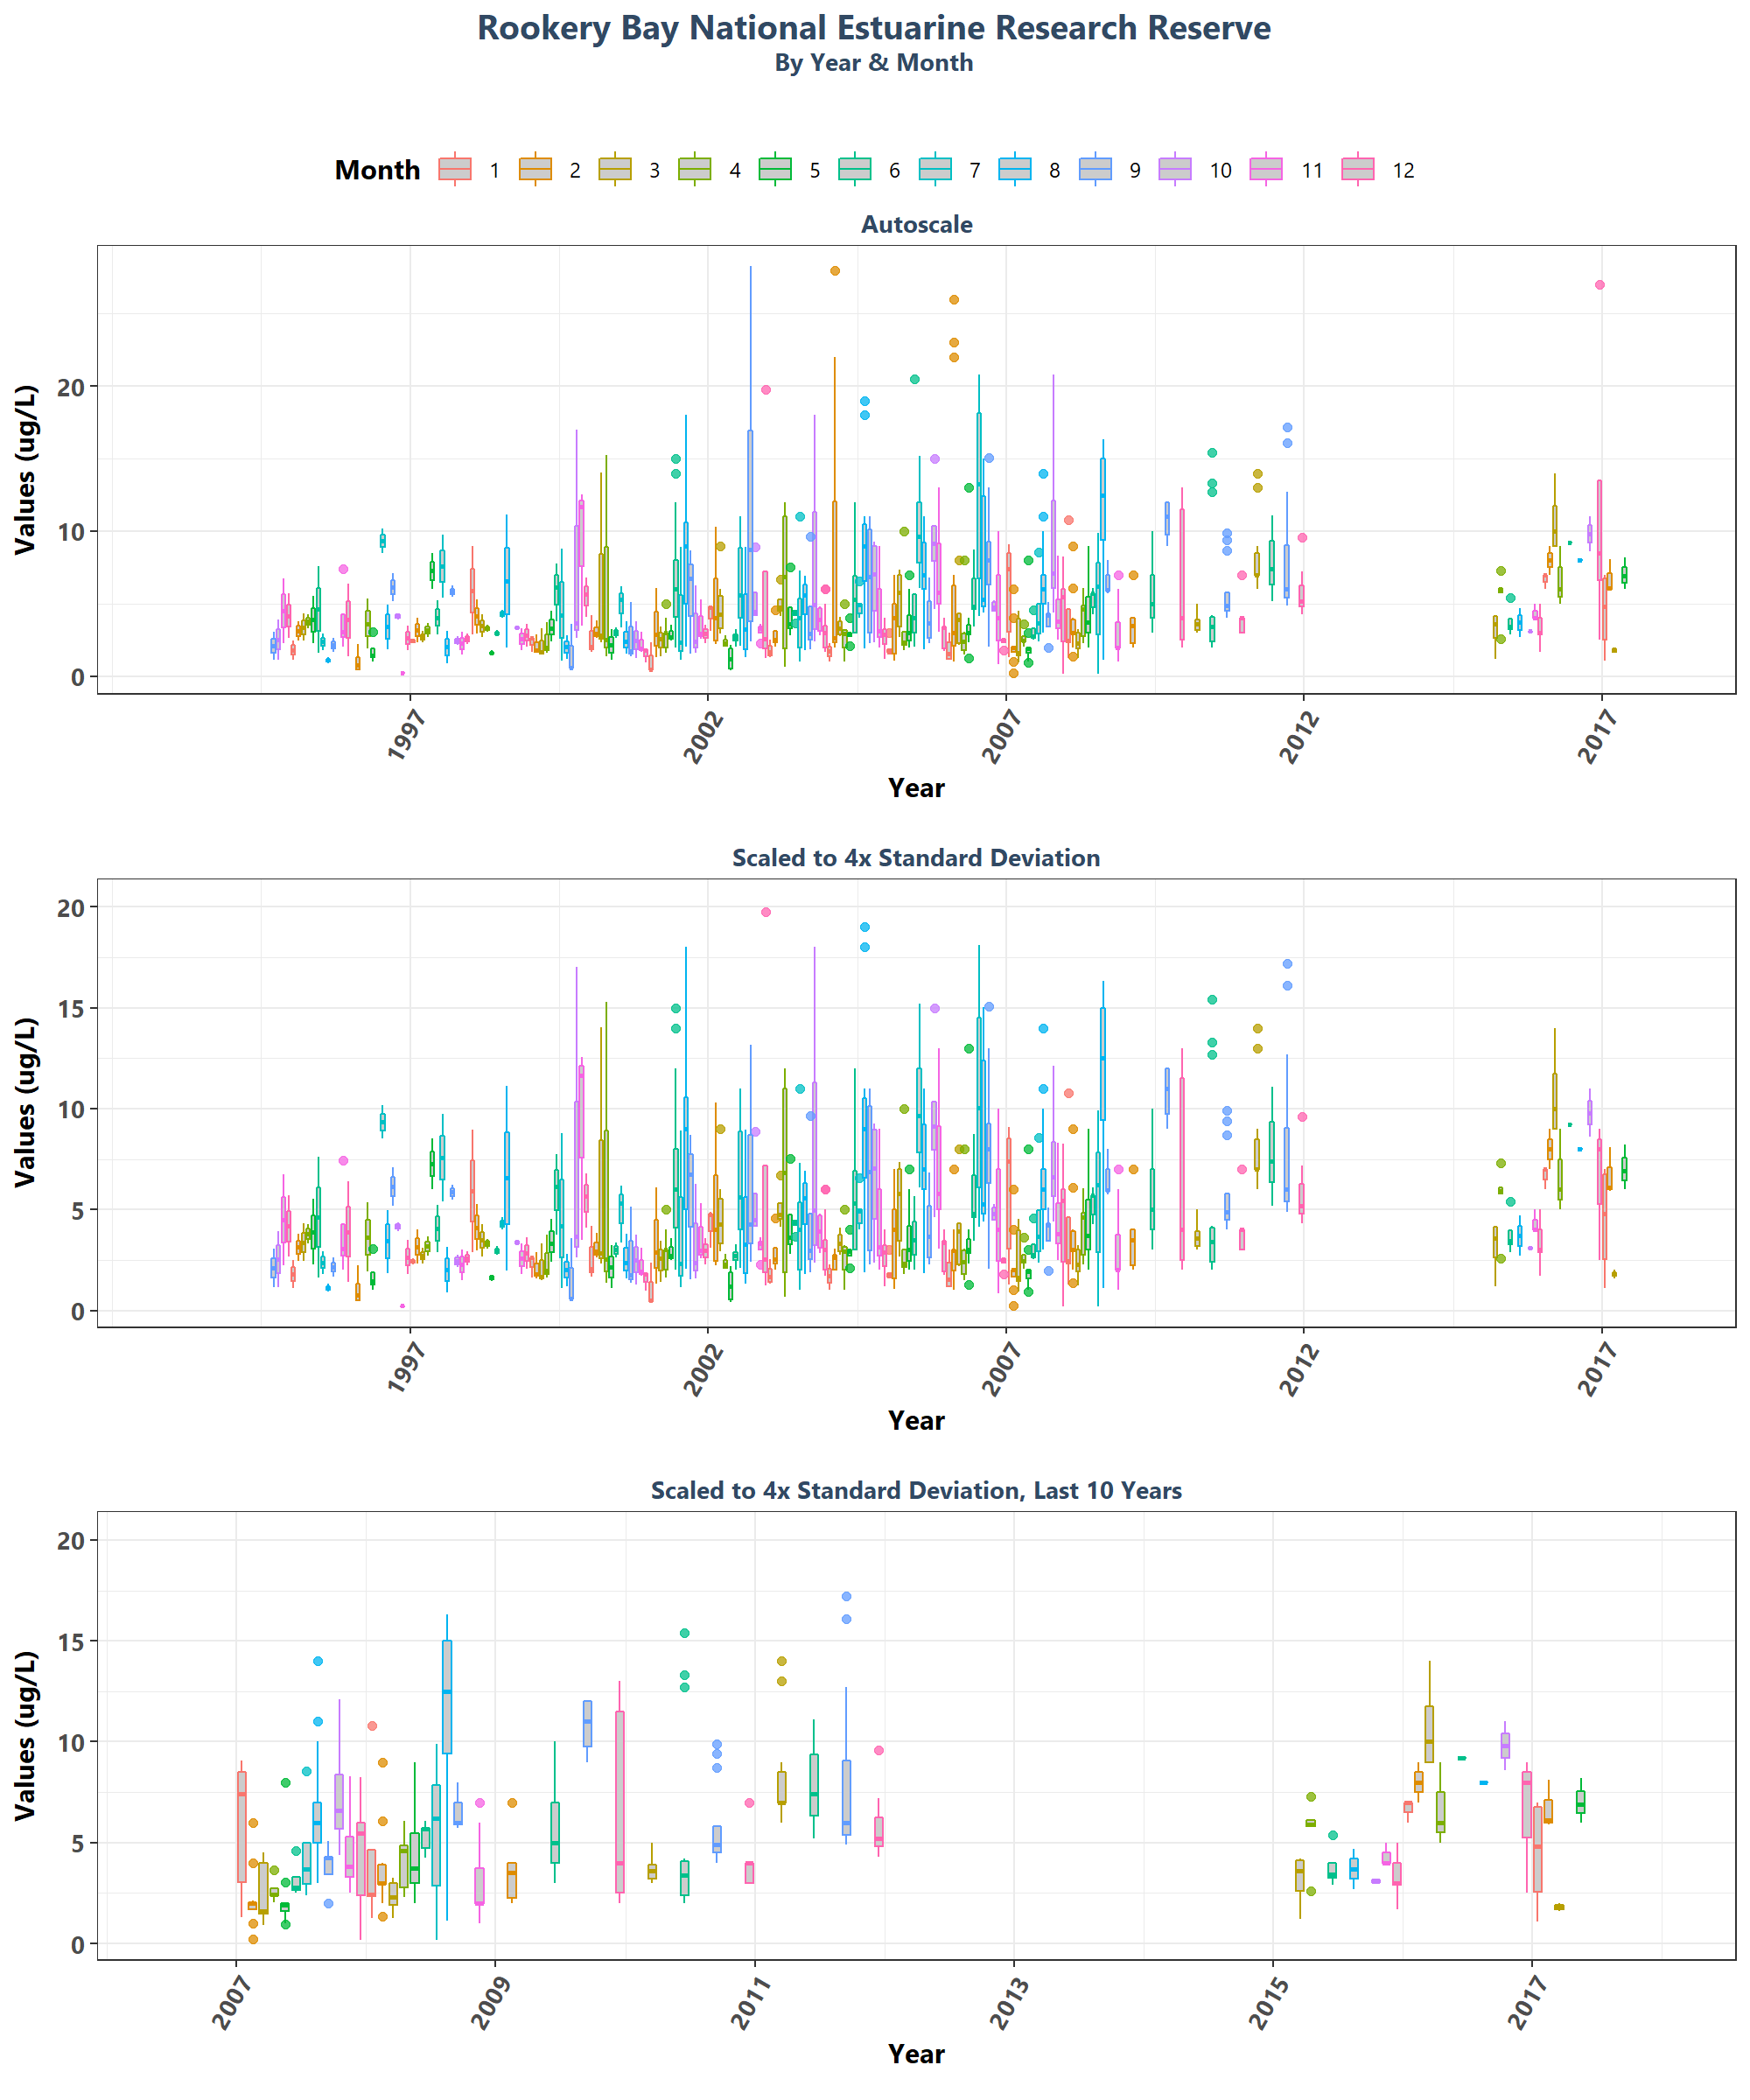 Rookery Bay National Estuarine Research Reserve
By Year & Month
Month 1 2 3 4 5 6 7 8 9 10 11 12
Autoscale
Values (ug/L)
20
10
0
1997 2002 2007 2012 2017
Year
Scaled to 4x Standard Deviation
Values (ug/L)
20
15
10
5
0
1997 2002 2007 2012 2017
Year
Scaled to 4x Standard Deviation, Last 10 Years
Values (ug/L)
20
15
10
5
0
2007 2009 2011 2013 2015 2017
Year